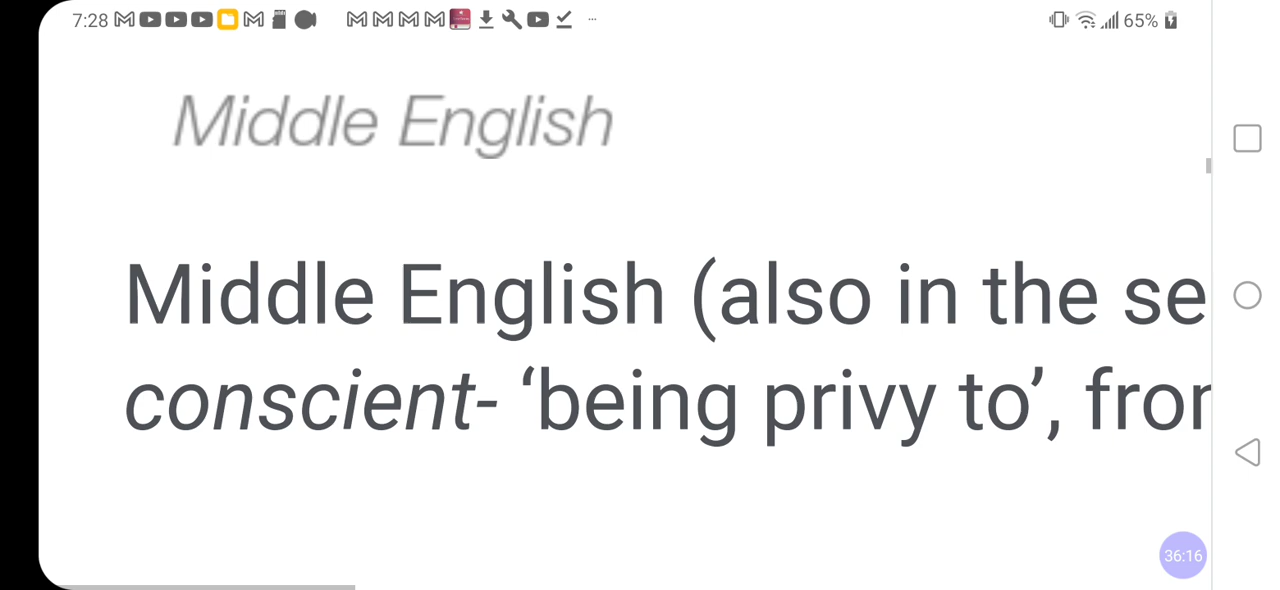 7:28 65%
Middle English
Middle English (also in the se
conscient- ‘being privy to’, fror
36:16